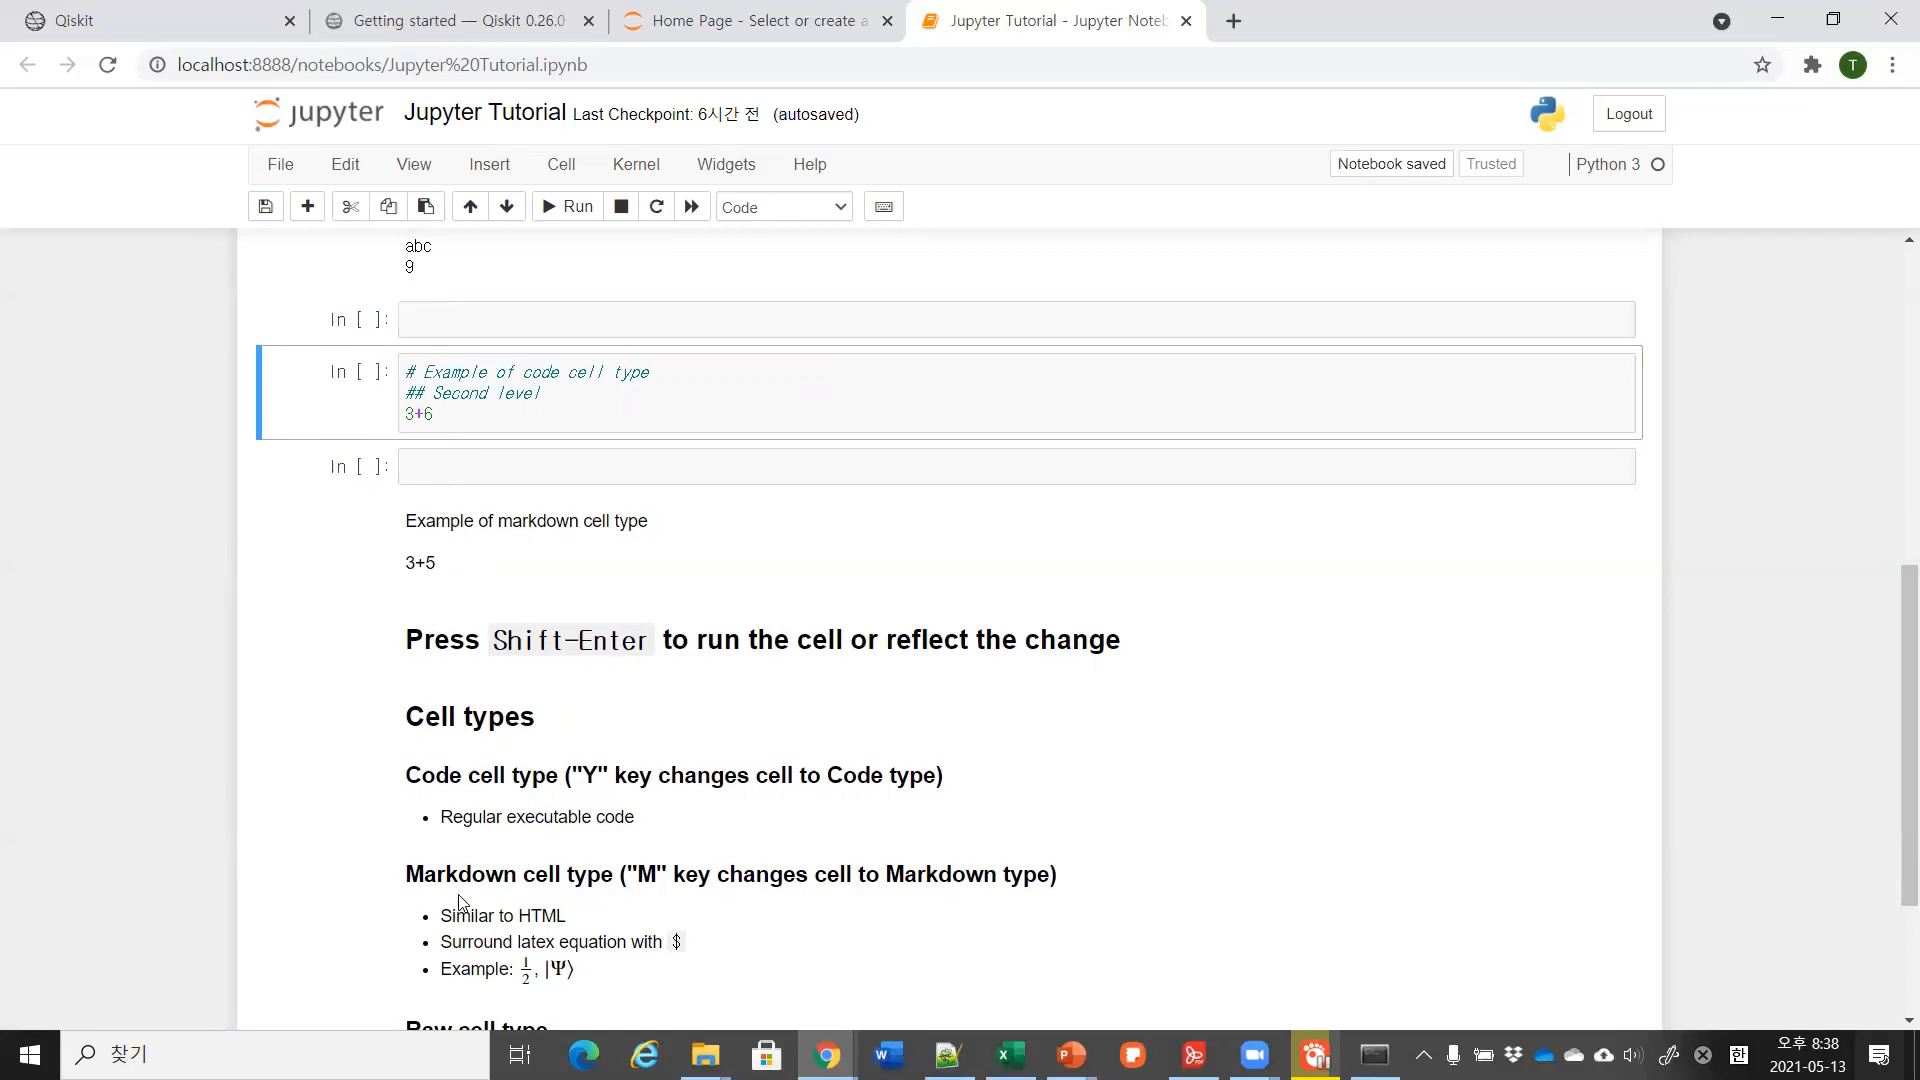 Qiskit
Getting started — Qiskit 0.26.0
Home Page - Select or create a
Jupyter Tutorial - Jupyter Noteb
localhost:8888/notebooks/Jupyter%20Tutorial.ipynb
T
jupyter Jupyter Tutorial Last Checkpoint: 6시간 전 (autosaved)
Logout
File Edit View Insert Cell Kernel Widgets Help
Notebook saved Trusted Python 3
Run Code
abc
9
In [ ]:
In [ ]: # Example of code cell type
## Second level
3+6
In [ ]:
Example of markdown cell type
3+5
Press Shift-Enter to run the cell or reflect the change
Cell types
Code cell type ("Y" key changes cell to Code type)
• Regular executable code
Markdown cell type ("M" key changes cell to Markdown type)
• Similar to HTML
• Surround latex equation with $
• Example: 1/2, |Ψ⟩
Raw cell type
찾기
한
오후 8:38
2021-05-13